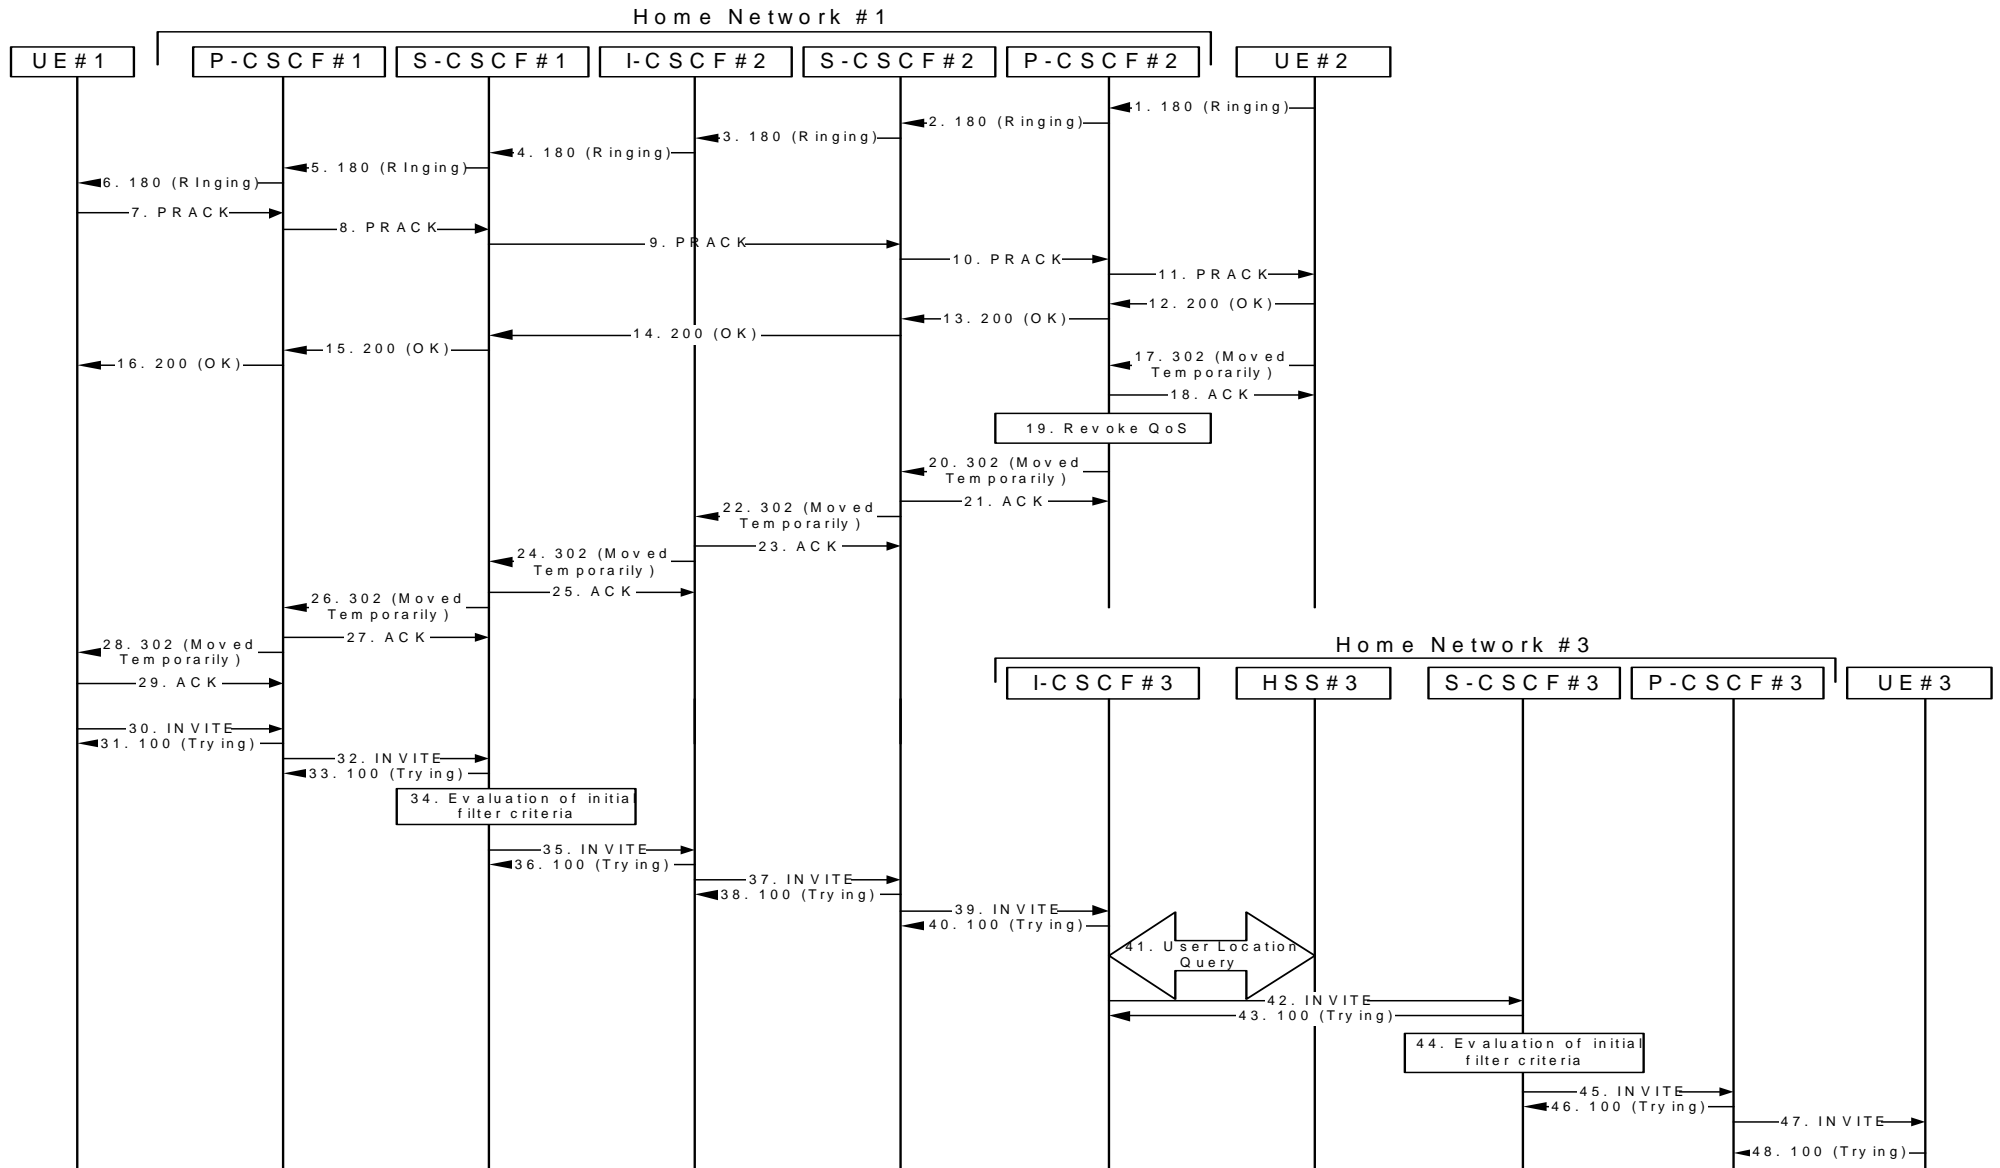 Home Network #1
UE#1
P-CSCF#1
S-CSCF#1
I-CSCF#2
S-CSCF#2
P-CSCF#2
UE#2
1. 180 (Ringing)
2. 180 (Ringing)
3. 180 (Ringing)
4. 180 (Ringing)
5. 180 (RInging)
6. 180 (RInging)
7. PRACK
8. PRACK
9. PRACK
10. PRACK
11. PRACK
12. 200 (OK)
13. 200 (OK)
14. 200 (OK)
15. 200 (OK)
16. 200 (OK)
17. 302 (Moved
Temporarily)
18. ACK
19. Revoke QoS
20. 302 (Moved
Temporarily)
21. ACK
22. 302 (Moved
Temporarily)
23. ACK
24. 302 (Moved
Temporarily)
25. ACK
26. 302 (Moved
Temporarily)
27. ACK
28. 302 (Moved
Temporarily)
29. ACK
Home Network #3
I-CSCF#3
HSS#3
S-CSCF#3
P-CSCF#3
UE#3
30. INVITE
31. 100 (Trying)
32. INVITE
33. 100 (Trying)
34. Evaluation of initial
filter criteria
35. INVITE
36. 100 (Trying)
37. INVITE
38. 100 (Trying)
39. INVITE
40. 100 (Trying)
41. User Location
Query
42. INVITE
43. 100 (Trying)
44. Evaluation of initial
filter criteria
45. INVITE
46. 100 (Trying)
47. INVITE
48. 100 (Trying)